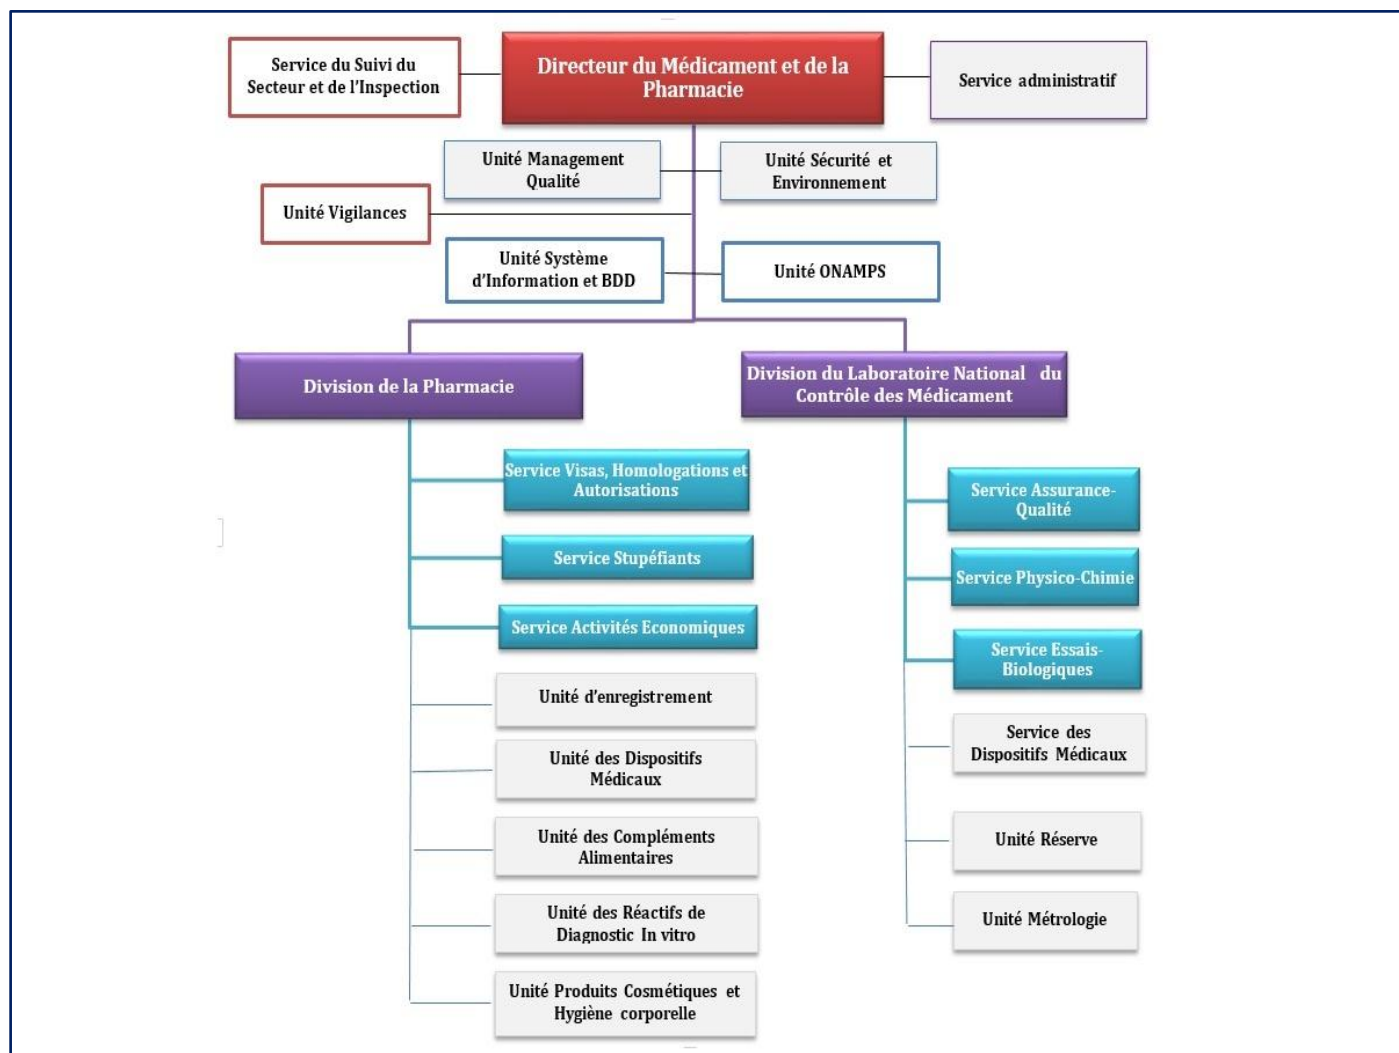 Service du Suivi du
Secteur et de l'Inspection
Directeur du Médicament et de la
Pharmacie
Service administratif
Unité Management
Qualité
Unité Sécurité et
Environnement
Unité Vigilances
Unité Système
d'Information et BDD
Unité ONAMPS
Division de la Pharmacie
Division du Laboratoire National du
Contrôle des Médicament
Service Visas, Homologations et
Autorisations
Service Stupéfiants
Service Activités Economiques
Unité d'enregistrement
Unité des Dispositifs
Médicaux
Unité des Compléments
Alimentaires
Unité des Réactifs de
Diagnostic In vitro
Unité Produits Cosmétiques et
Hygiène corporelle
Service Assurance-
Qualité
Service Physico-Chimie
Service Essais-
Biologiques
Service des
Dispositifs Médicaux
Unité Réserve
Unité Métrologie